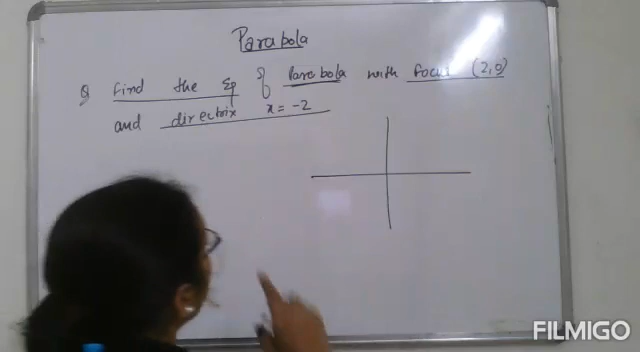 Parabola
Q Find the Eq of Parabola with focus (2,0)
and directrix x = -2
FILMIGO